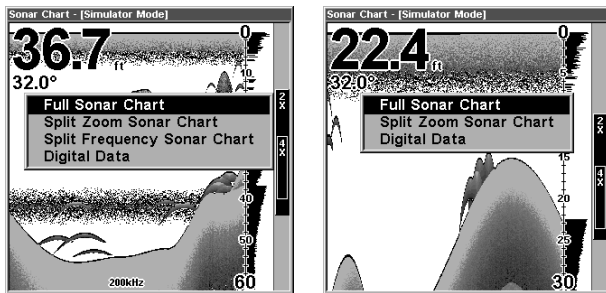 Sonar Chart - [Simulator Mode]
36.7 ft
32.0°
0
10
Full Sonar Chart
Split Zoom Sonar Chart
Split Frequency Sonar Chart
Digital Data
2X
4X
40
50
200kHz
60
Sonar Chart - [Simulator Mode]
22.4 ft
32.0°
0
5
Full Sonar Chart
Split Zoom Sonar Chart
Digital Data
2X
4X
15
20
25
30